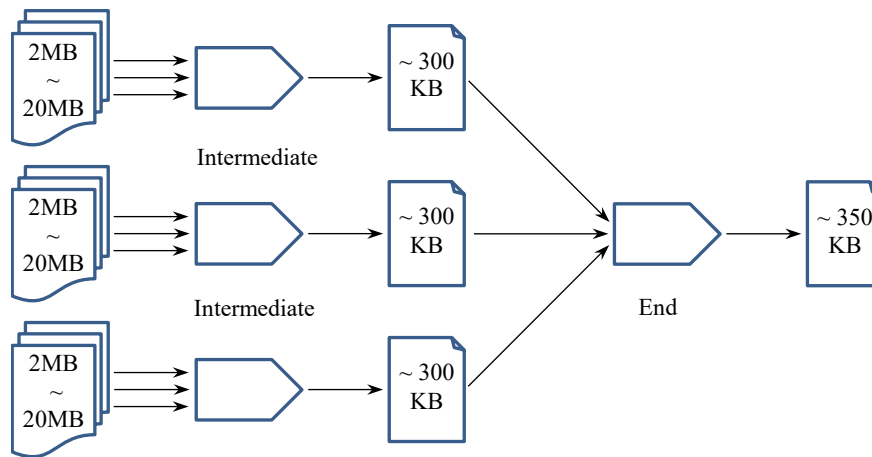 2MB
~
20MB
~ 300
KB
Intermediate
2MB
~
20MB
~ 300
KB
~ 350
KB
Intermediate
End
2MB
~
20MB
~ 300
KB